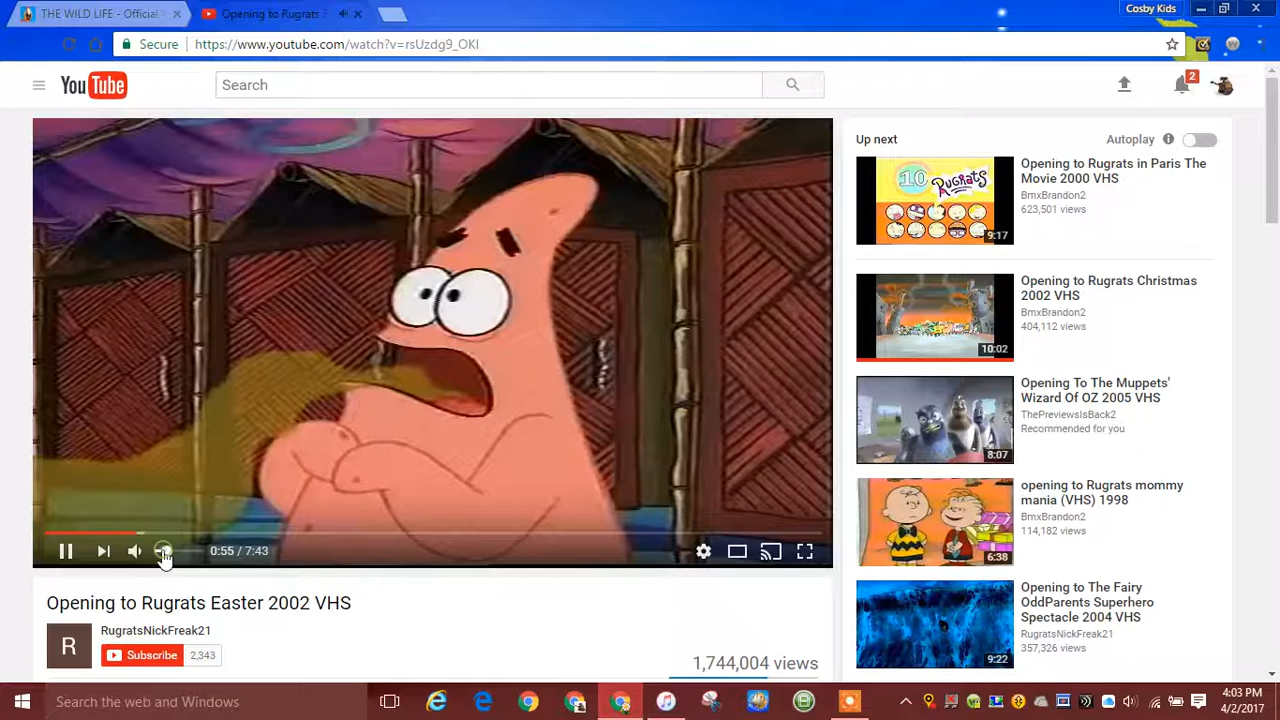 THE WILD LIFE - Official
Opening to Rugrats E
Cosby Kids
Secure
https://www.youtube.com/watch?v=rsUzdg9_OKI
YouTube
Search
2
Up next
Autoplay
10
Rugrats
9:17
Opening to Rugrats in Paris The
Movie 2000 VHS
BmxBrandon2
623,501 views
10:02
Opening to Rugrats Christmas
2002 VHS
BmxBrandon2
404,112 views
8:07
Opening To The Muppets'
Wizard Of OZ 2005 VHS
ThePreviewsIsBack2
Recommended for you
6:38
opening to Rugrats mommy
mania (VHS) 1998
BmxBrandon2
114,182 views
9:22
Opening to The Fairy
OddParents Superhero
Spectacle 2004 VHS
RugratsNickFreak21
357,326 views
0:55 / 7:43
Opening to Rugrats Easter 2002 VHS
R
RugratsNickFreak21
Subscribe
2,343
1,744,004 views
Search the web and Windows
4:03 PM
4/2/2017